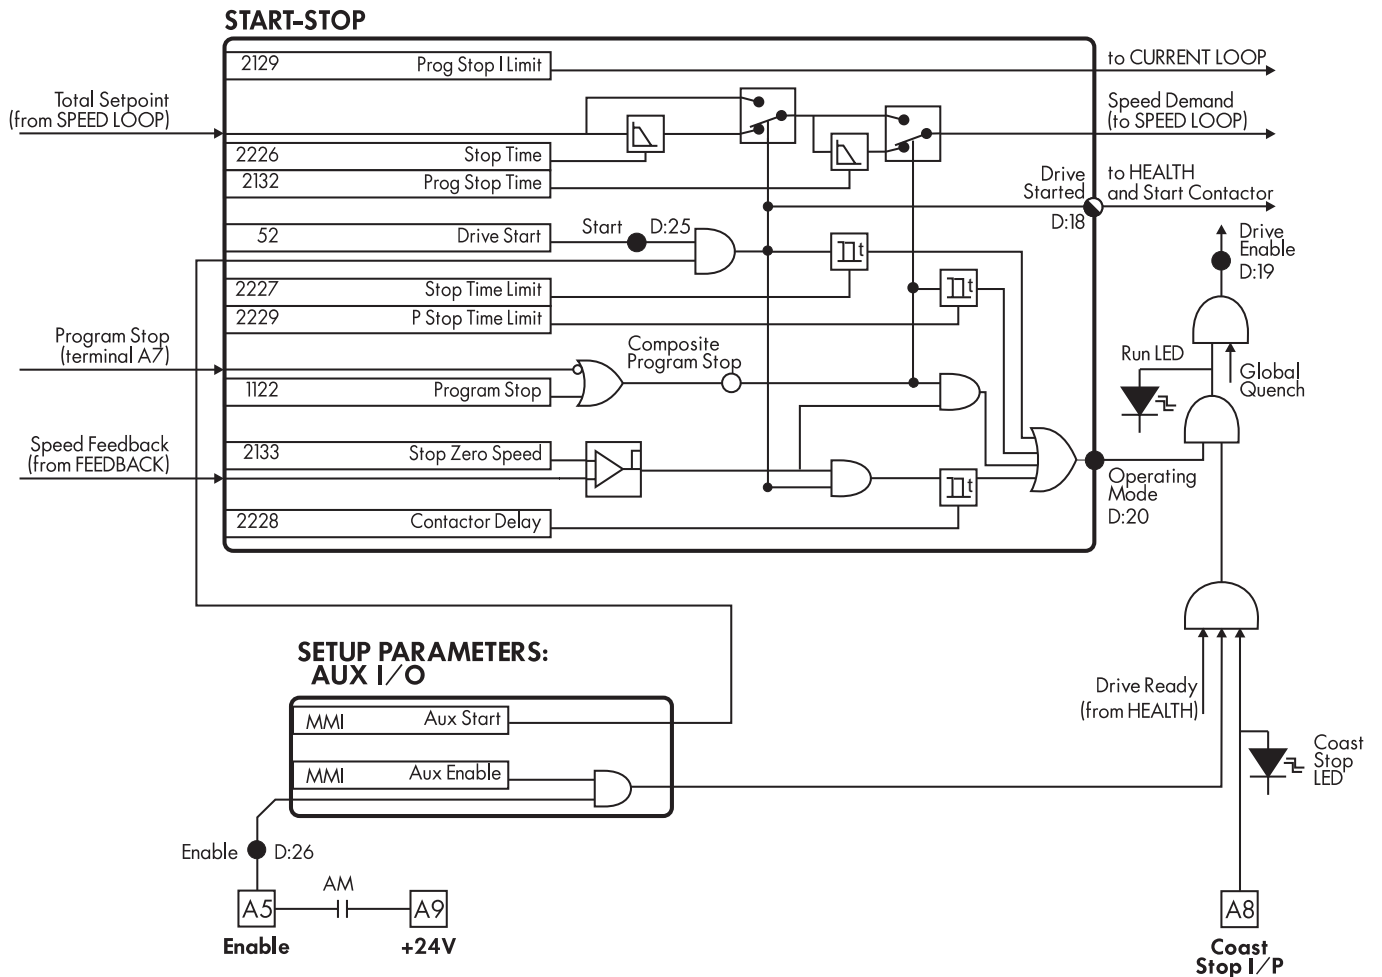 START-STOP
2129 Prog Stop I Limit
to CURRENT LOOP
Total Setpoint
(from SPEED LOOP)
Speed Demand
(to SPEED LOOP)
2226 Stop Time
2132 Prog Stop Time
Drive
Started
D:18
to HEALTH
and Start Contactor
52 Drive Start
Start D:25
Drive
Enable
D:19
2227 Stop Time Limit
2229 P Stop Time Limit
t
t
Program Stop
(terminal A7)
Composite
Program Stop
Run LED
Global
Quench
1122 Program Stop
Speed Feedback
(from FEEDBACK)
2133 Stop Zero Speed
t
Operating
Mode
D:20
2228 Contactor Delay
SETUP PARAMETERS:
AUX I/O
MMI Aux Start
MMI Aux Enable
Drive Ready
(from HEALTH)
Coast
Stop
LED
Enable D:26
AM
A5
A9
A8
Enable
+24V
Coast
Stop I/P